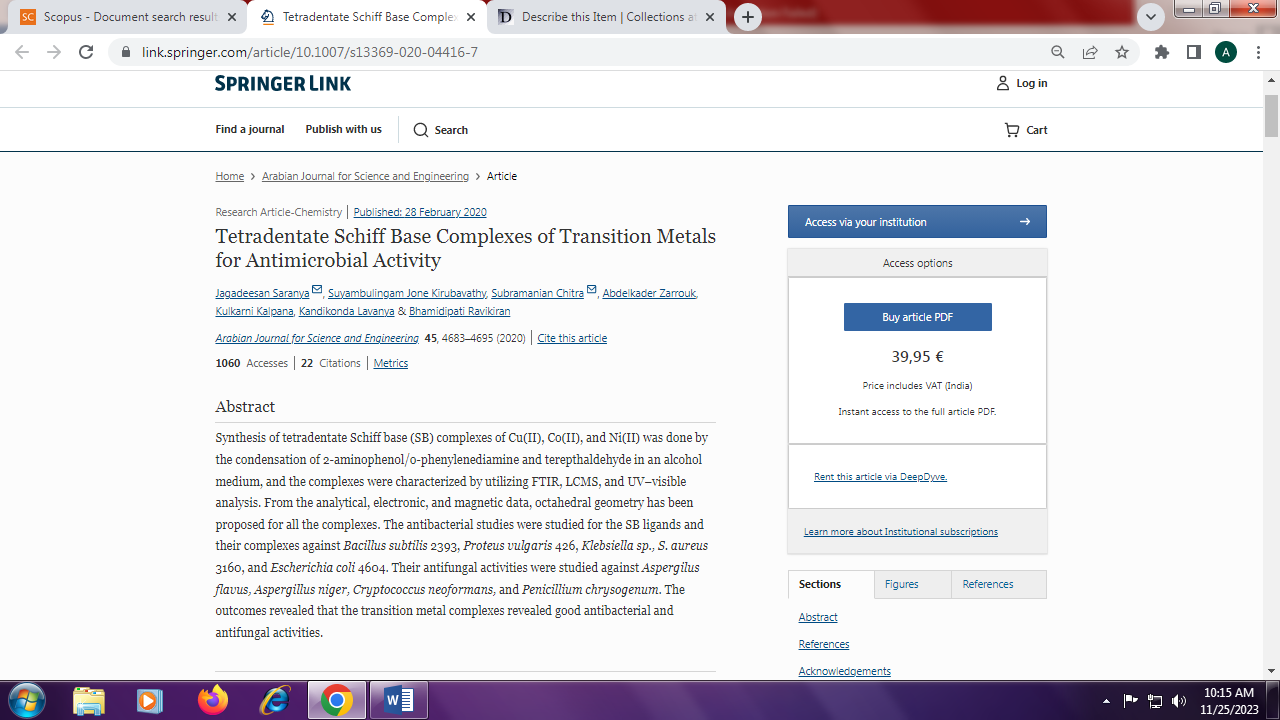 Scopus - Document search result
Tetradentate Schiff Base Comple
Describe this Item | Collections a
link.springer.com/article/10.1007/s13369-020-04416-7
A
SPRINGER LINK
Log in
Find a journal
Publish with us
Search
Cart
Home > Arabian Journal for Science and Engineering > Article
Research Article-Chemistry | Published: 28 February 2020
Tetradentate Schiff Base Complexes of Transition Metals
for Antimicrobial Activity
Jagadeesan Saranya, Suyambulingam Jone Kirubavathy, Subramanian Chitra, Abdelkader Zarrouk,
Kulkarni Kalpana, Kandikonda Lavanya & Bhamidipati Ravikiran
Arabian Journal for Science and Engineering 45, 4683–4695 (2020) | Cite this article
1060 Accesses | 22 Citations | Metrics
Abstract
Synthesis of tetradentate Schiff base (SB) complexes of Cu(II), Co(II), and Ni(II) was done by
the condensation of 2-aminophenol/o-phenylenediamine and terepthaldehyde in an alcohol
medium, and the complexes were characterized by utilizing FTIR, LCMS, and UV–visible
analysis. From the analytical, electronic, and magnetic data, octahedral geometry has been
proposed for all the complexes. The antibacterial studies were studied for the SB ligands and
their complexes against Bacillus subtilis 2393, Proteus vulgaris 426, Klebsiella sp., S. aureus
3160, and Escherichia coli 4604. Their antifungal activities were studied against Aspergilus
flavus, Aspergillus niger, Cryptococcus neoformans, and Penicillium chrysogenum. The
outcomes revealed that the transition metal complexes revealed good antibacterial and
antifungal activities.
Access via your institution →
Access options
Buy article PDF
39,95 €
Price includes VAT (India)
Instant access to the full article PDF.
Rent this article via DeepDyve.
Learn more about Institutional subscriptions
Sections
Figures
References
Abstract
References
Acknowledgements
10:15 AM
11/25/2023